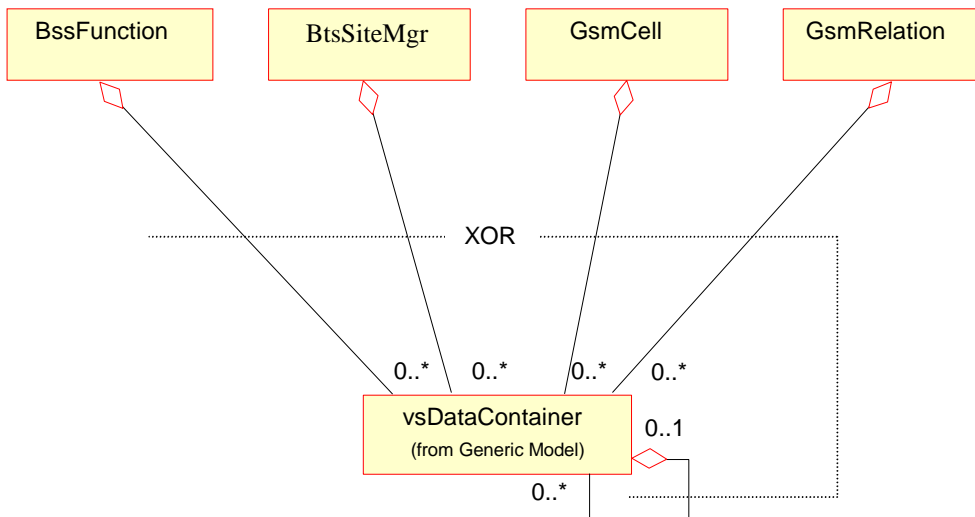 BssFunction
BtsSiteMgr
GsmCell
GsmRelation
XOR
0..*
0..*
0..*
0..*
vsDataContainer
(from Generic Model)
0..1
0..*